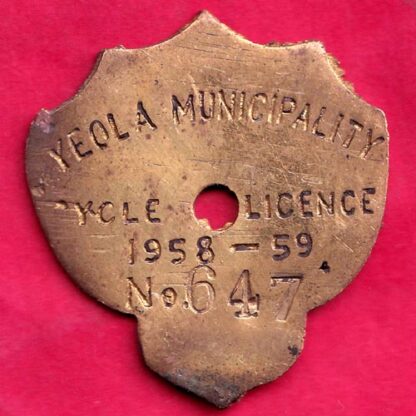 YEOLA MUNICIPALITY
CYCLE LICENCE
1958-59
No. 647